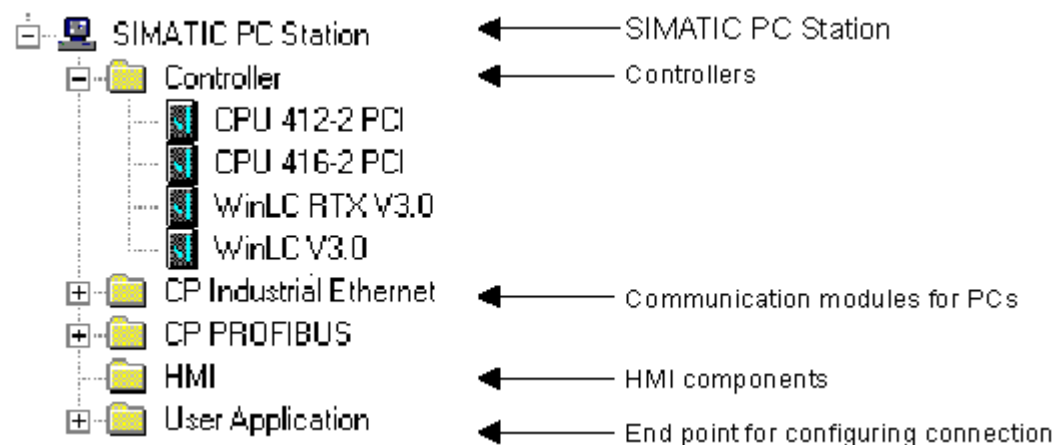 SIMATIC PC Station SIMATIC PC Station
Controller Controllers
CPU 412-2 PCI
CPU 416-2 PCI
WinLC RTX V3.0
WinLC V3.0
CP Industrial Ethernet Communication modules for PCs
CP PROFIBUS
HMI HMI components
User Application End point for configuring connection